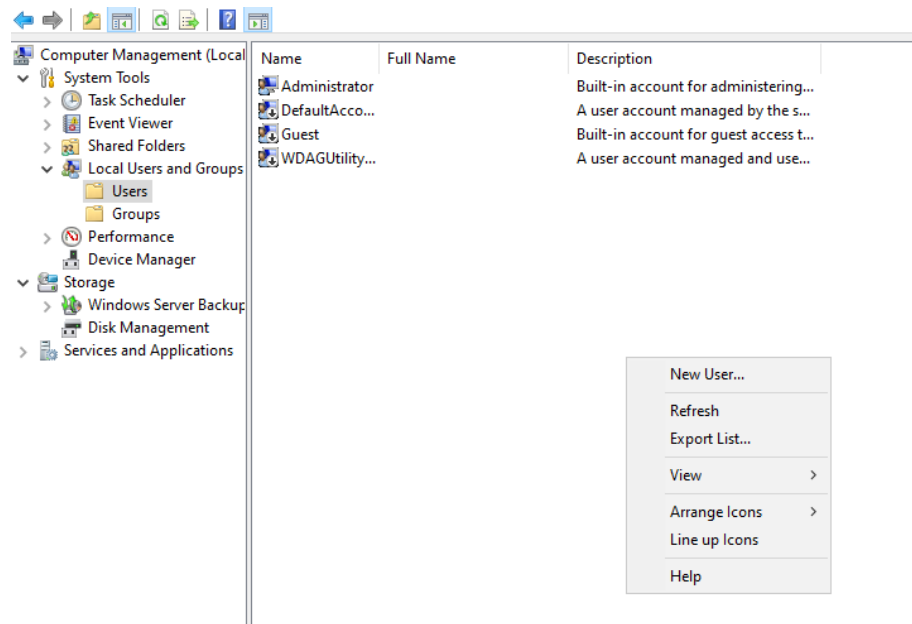 Computer Management (Local
System Tools
Task Scheduler
Event Viewer
Shared Folders
Local Users and Groups
Users
Groups
Performance
Device Manager
Storage
Windows Server Backup
Disk Management
Services and Applications
Name Full Name Description
Administrator Built-in account for administering...
DefaultAcco... A user account managed by the s...
Guest Built-in account for guest access t...
WDAGUtility... A user account managed and use...
New User...
Refresh
Export List...
View
Arrange Icons
Line up Icons
Help